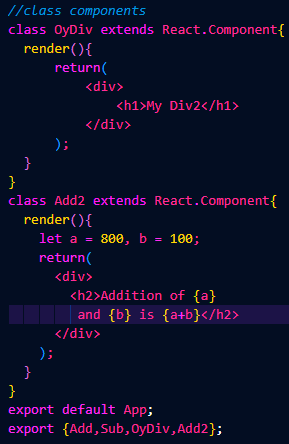 //class components
class OyDiv extends React.Component{
  render(){
      return(
          <div>
              <h1>My Div2</h1>
          </div>
      );
  }
}
class Add2 extends React.Component{
  render(){
    let a = 800, b = 100;
    return(
      <div>
        <h2>Addition of {a}
         and {b} is {a+b}</h2>
      </div>
    );
  }
}
export default App;
export {Add,Sub,OyDiv,Add2};